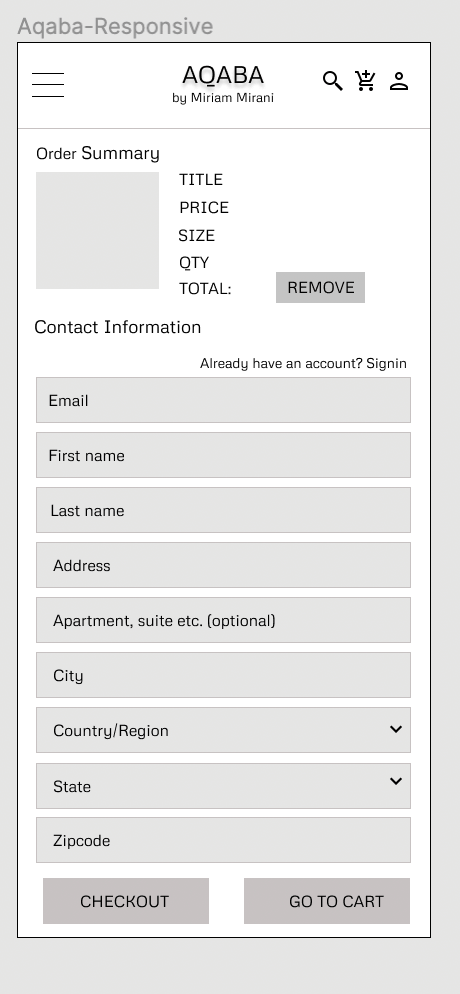 Aqaba-Responsive
AQABA
by Miriam Mirani
Order Summary
TITLE
PRICE
SIZE
QTY
TOTAL:
REMOVE
Contact Information
Already have an account? Signin
Email
First name
Last name
Address
Apartment, suite etc. (optional)
City
Country/Region
State
Zipcode
CHECKOUT
GO TO CART